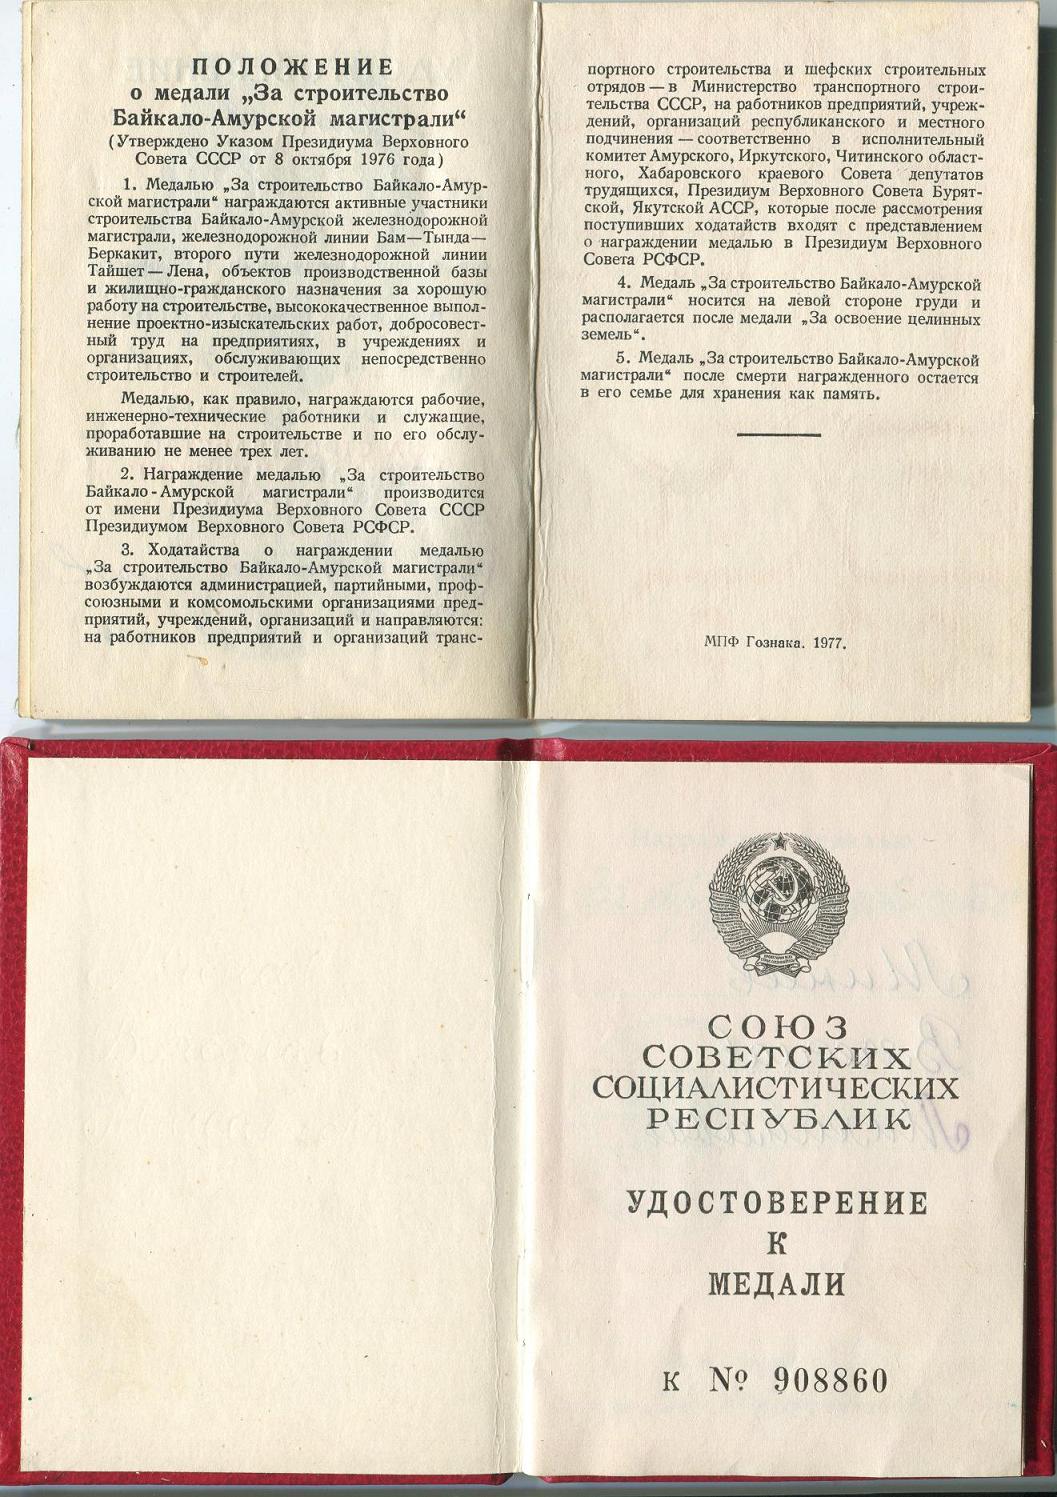 ПОЛОЖЕНИЕ
о медали „За строительство
Байкало-Амурской магистрали“
(Утверждено Указом Президиума Верховного
Совета СССР от 8 октября 1976 года)
1. Медалью „За строительство Байкало-Амур-
ской магистрали“ награждаются активные участники
строительства Байкало-Амурской железнодорожной
магистрали, железнодорожной линии Бам—Тында—
Беркакит, второго пути железнодорожной линии
Тайшет—Лена, объектов производственной базы
и жилищно-гражданского назначения за хорошую
работу на строительстве, высококачественное выпол-
нение проектно-изыскательских работ, добросовест-
ный труд на предприятиях, в учреждениях и
организациях, обслуживающих непосредственно
строительство и строителей.
Медалью, как правило, награждаются рабочие,
инженерно-технические работники и служащие,
проработавшие на строительстве и по его обслу-
живанию не менее трех лет.
2. Награждение медалью „За строительство
Байкало-Амурской магистрали“ производится
от имени Президиума Верховного Совета СССР
Президиумом Верховного Совета РСФСР.
3. Ходатайства о награждении медалью
„За строительство Байкало-Амурской магистрали“
возбуждаются администрацией, партийными, проф-
союзными и комсомольскими организациями пред-
приятий, учреждений, организаций и направляются:
на работников предприятий и организаций транс-
портного строительства и шефских строительных
отрядов — в Министерство транспортного строи-
тельства СССР, на работников предприятий, учреж-
дений, организаций республиканского и местного
подчинения — соответственно в исполнительный
комитет Амурского, Иркутского, Читинского област-
ного, Хабаровского краевого Совета депутатов
трудящихся, Президиум Верховного Совета Бурят-
ской, Якутской АССР, которые после рассмотрения
поступивших ходатайств входят с представлением
о награждении медалью в Президиум Верховного
Совета РСФСР.
4. Медаль „За строительство Байкало-Амурской
магистрали“ носится на левой стороне груди и
располагается после медали „За освоение целинных
земель“.
5. Медаль „За строительство Байкало-Амурской
магистрали“ после смерти награжденного остается
в его семье для хранения как память.
МПФ Гознака. 1977.
СОЮЗ
СОВЕТСКИХ
СОЦИАЛИСТИЧЕСКИХ
РЕСПУБЛИК
УДОСТОВЕРЕНИЕ
К
МЕДАЛИ
К № 908860